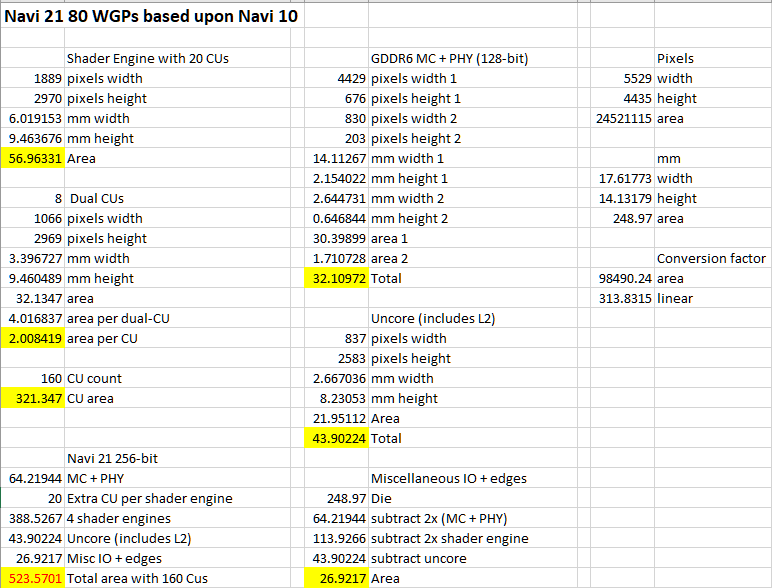 Navi 21 80 WGPs based upon Navi 10
Shader Engine with 20 CUs GDDR6 MC + PHY (128-bit) Pixels
1889 pixels width 4429 pixels width 1 5529 width
2970 pixels height 676 pixels height 1 4435 height
6.019153 mm width 830 pixels width 2 24521115 area
9.463676 mm height 203 pixels height 2
56.96331 Area 14.11267 mm width 1 mm
2.154022 mm height 1 17.61773 width
8 Dual CUs 2.644731 mm width 2 14.13179 height
1066 pixels width 0.646844 mm height 2 248.97 area
2969 pixels height 30.39899 area 1
3.396727 mm width 1.710728 area 2 Conversion factor
9.460489 mm height 32.10972 Total 98490.24 area
32.1347 area 313.8315 linear
4.016837 area per dual-CU Uncore (includes L2)
2.008419 area per CU 837 pixels width
2583 pixels height
160 CU count 2.667036 mm width
321.347 CU area 8.23053 mm height
21.95112 Area
43.90224 Total
Navi 21 256-bit
64.21944 MC + PHY Miscellaneous IO + edges
20 Extra CU per shader engine 248.97 Die
388.5267 4 shader engines 64.21944 subtract 2x (MC + PHY)
43.90224 Uncore (includes L2) 113.9266 subtract 2x shader engine
26.9217 Misc IO + edges 43.90224 subtract uncore
523.5701 Total area with 160 Cus 26.9217 Area